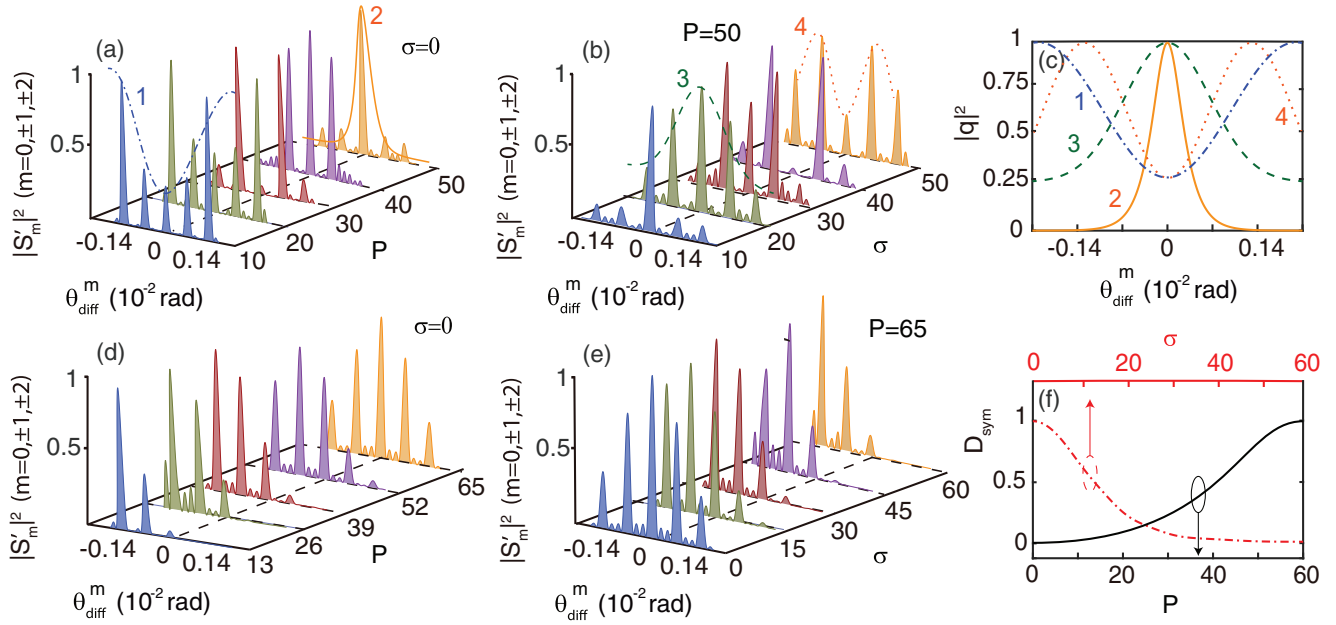 (a)
2
σ=0
1
|S′m|² (m=0,±1,±2)
1
0.5
-0.14
0
0.14
10
20
30
40
50
P
θdiff^m (10⁻² rad)
(b)
P=50
4
3
|S′m|² (m=0,±1,±2)
1
0.5
-0.14
0
0.14
10
20
30
40
50
σ
θdiff^m (10⁻² rad)
(c)
|q|²
1
0.75
0.5
0.25
0
1
3
2
4
-0.14
0
0.14
θdiff^m (10⁻² rad)
(d)
σ=0
|S′m|² (m=0,±1,±2)
1
0.5
-0.14
0
0.14
13
26
39
52
65
P
θdiff^m (10⁻² rad)
(e)
P=65
|S′m|² (m=0,±1,±2)
1
0.5
-0.14
0
0.14
0
15
30
45
60
σ
θdiff^m (10⁻² rad)
σ
0 20 40 60
(f)
Dsym
1
0.5
0
0 20 40 60
P